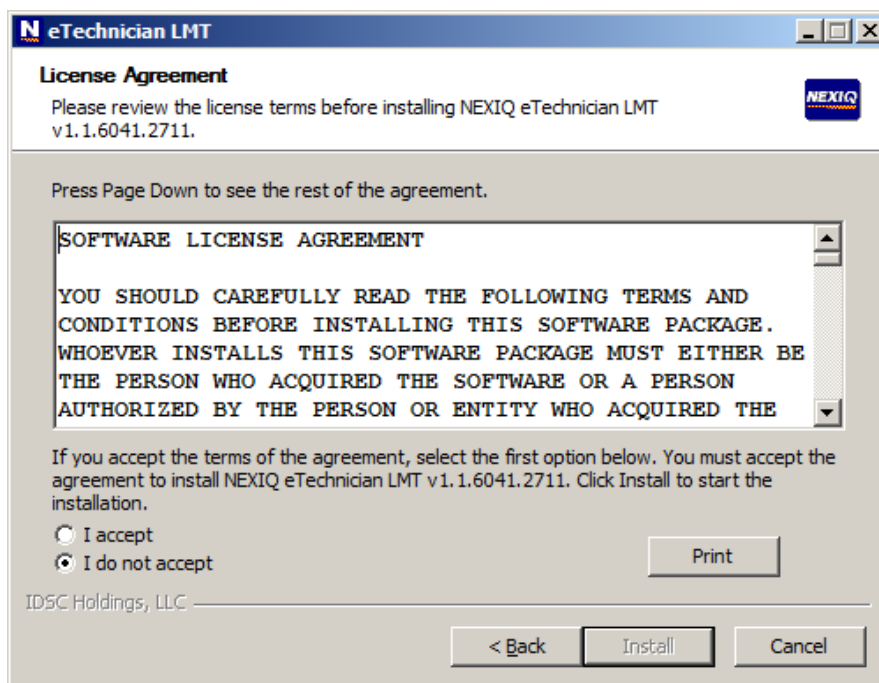 N eTechnician LMT
License Agreement
Please review the license terms before installing NEXIQ eTechnician LMT
v1.1.6041.2711.
NEXIQ
Press Page Down to see the rest of the agreement.
SOFTWARE LICENSE AGREEMENT
YOU SHOULD CAREFULLY READ THE FOLLOWING TERMS AND
CONDITIONS BEFORE INSTALLING THIS SOFTWARE PACKAGE.
WHOEVER INSTALLS THIS SOFTWARE PACKAGE MUST EITHER BE
THE PERSON WHO ACQUIRED THE SOFTWARE OR A PERSON
AUTHORIZED BY THE PERSON OR ENTITY WHO ACQUIRED THE
If you accept the terms of the agreement, select the first option below. You must accept the
agreement to install NEXIQ eTechnician LMT v1.1.6041.2711. Click Install to start the
installation.
I accept
I do not accept
Print
IDSC Holdings, LLC
< Back
Install
Cancel